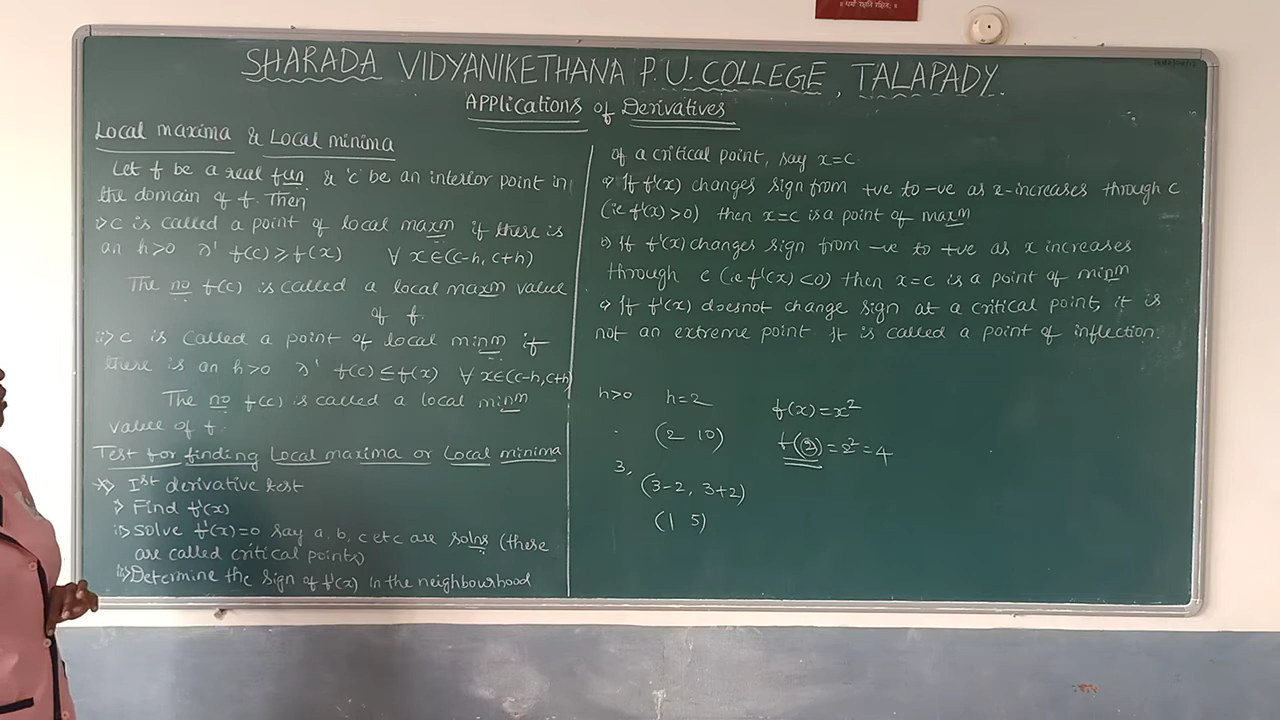 ॥ धर्मो रक्षति रक्षितः ॥
SHARADA VIDYANIKETHANA P.U.COLLEGE, TALAPADY.
Applications of Derivatives
Local maxima & Local minima
Let f be a real fun & 'c' be an interior point in
the domain of f. Then
i> c is called a point of local maxm if there is
an h>0 ∋' f(c) ≥ f(x) ∀ x∈(c-h, c+h)
The no f(c) is called a local maxm value
of f.
ii> c is called a point of local minm if
there is an h>0 ∋' f(c) ≤ f(x) ∀ x∈(c-h, c+h)
The no f(c) is called a local minm
value of f.
Test for finding Local maxima or Local minima
* Ist derivative test
i> Find f'(x)
ii> Solve f'(x)=0 say a, b, c etc are solns (these
are called critical points)
iii> Determine the sign of f'(x) in the neighbourhood
of a critical point, say x=c.
a> If f'(x) changes sign from +ve to -ve as x-increases through c
(ie f'(x)>0) then x=c is a point of maxm
b> If f'(x) changes sign from -ve to +ve as x increases
through c (ie f'(x)<0) then x=c is a point of minm
c> If f'(x) doesnot change sign at a critical point, it is
not an extreme point. It is called a point of inflection.
h>0 h=2 f(x)=x²
(2 10) f(2)=2²=4
3,
(3-2, 3+2)
(1 5)